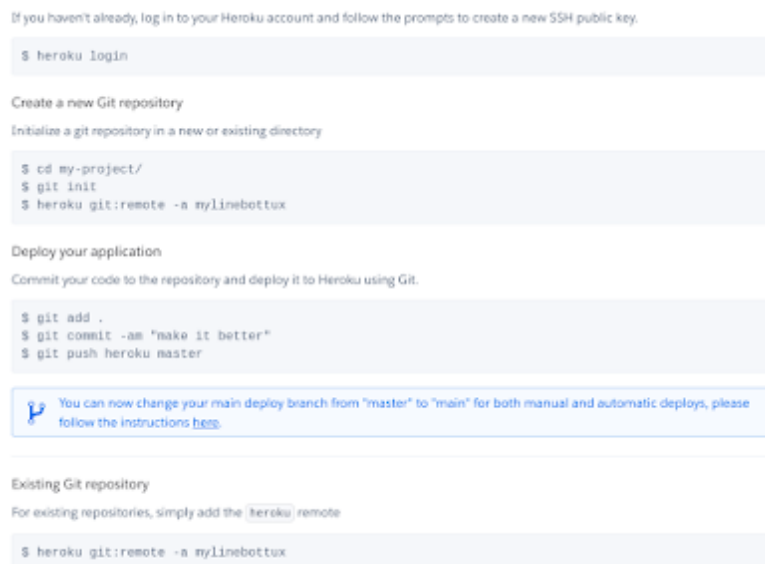 If you haven't already, log in to your Heroku account and follow the prompts to create a new SSH public key.
$ heroku login
Create a new Git repository
Initialize a git repository in a new or existing directory
$ cd my-project/
$ git init
$ heroku git:remote -a mylinebottux
Deploy your application
Commit your code to the repository and deploy it to Heroku using Git.
$ git add .
$ git commit -am "make it better"
$ git push heroku master
You can now change your main deploy branch from "master" to "main" for both manual and automatic deploys, please
follow the instructions here.
Existing Git repository
For existing repositories, simply add the heroku remote
$ heroku git:remote -a mylinebottux